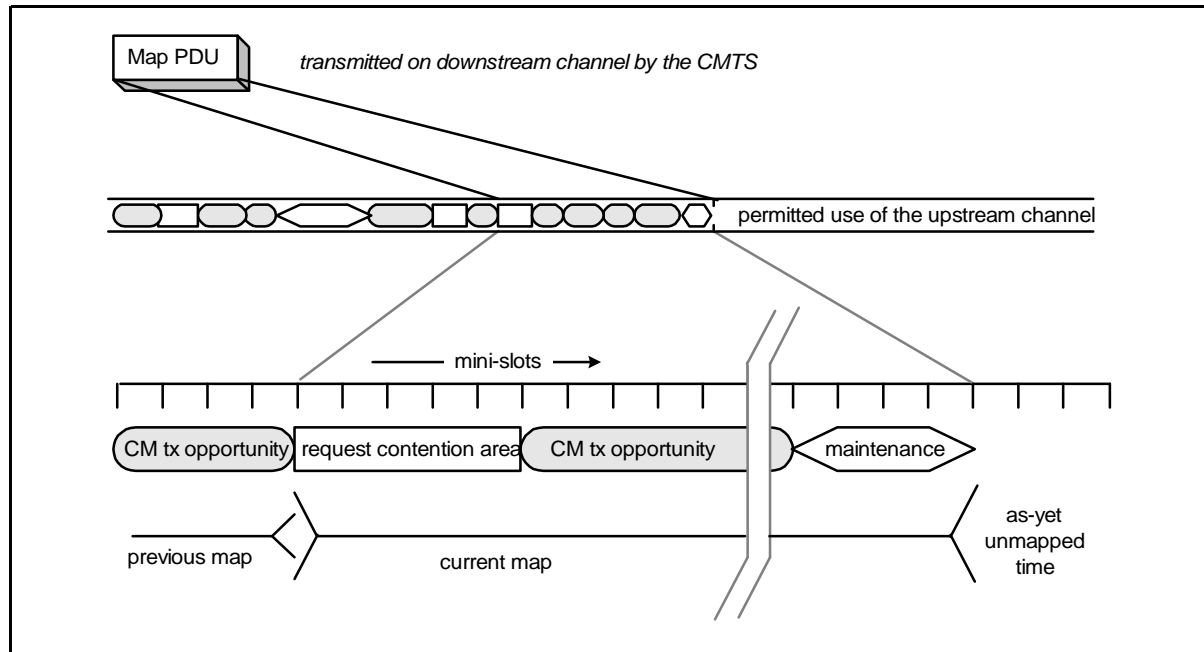 Map PDU
transmitted on downstream channel by the CMTS
permitted use of the upstream channel
mini-slots
CM tx opportunity
request contention area
CM tx opportunity
maintenance
previous map
current map
as-yet
unmapped
time